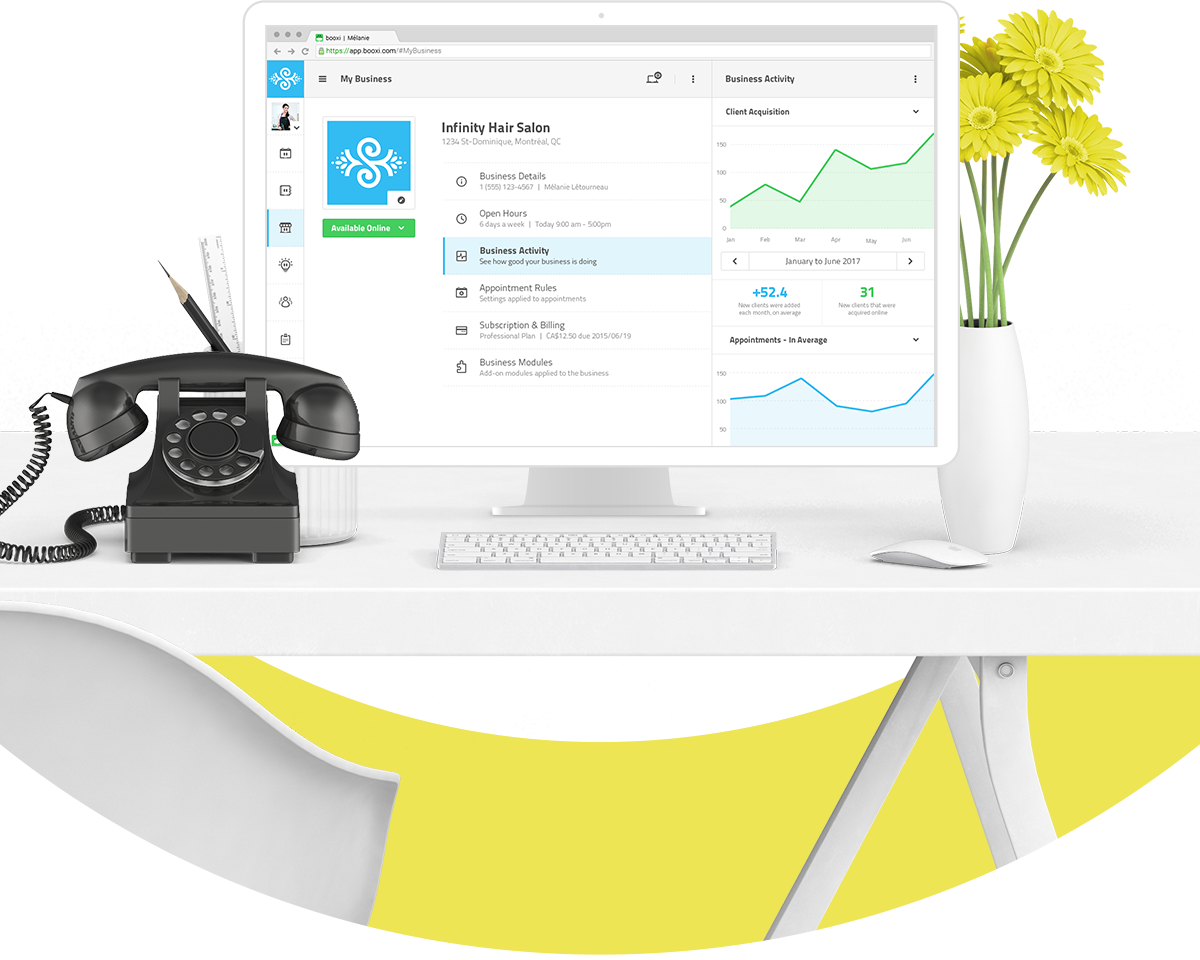 booxi | Mélanie
https://app.booxi.com/#MyBusiness
My Business
Infinity Hair Salon
1234 St-Dominique, Montréal, QC
Available Online
Business Details
1 (555) 123-4567 | Mélanie Létourneau
Open Hours
6 days a week | Today 9:00 am - 5:00pm
Business Activity
See how good your business is doing
Appointment Rules
Settings applied to appointments
Subscription & Billing
Professional Plan | CA$12.50 due 2015/06/19
Business Modules
Add-on modules applied to the business
Business Activity
Client Acquisition
150
100
50
0
Jan Feb Mar Apr May Jun
January to June 2017
+52.4
New clients were added
each month, on average
31
New clients that were
acquired online
Appointments - In Average
150
100
50